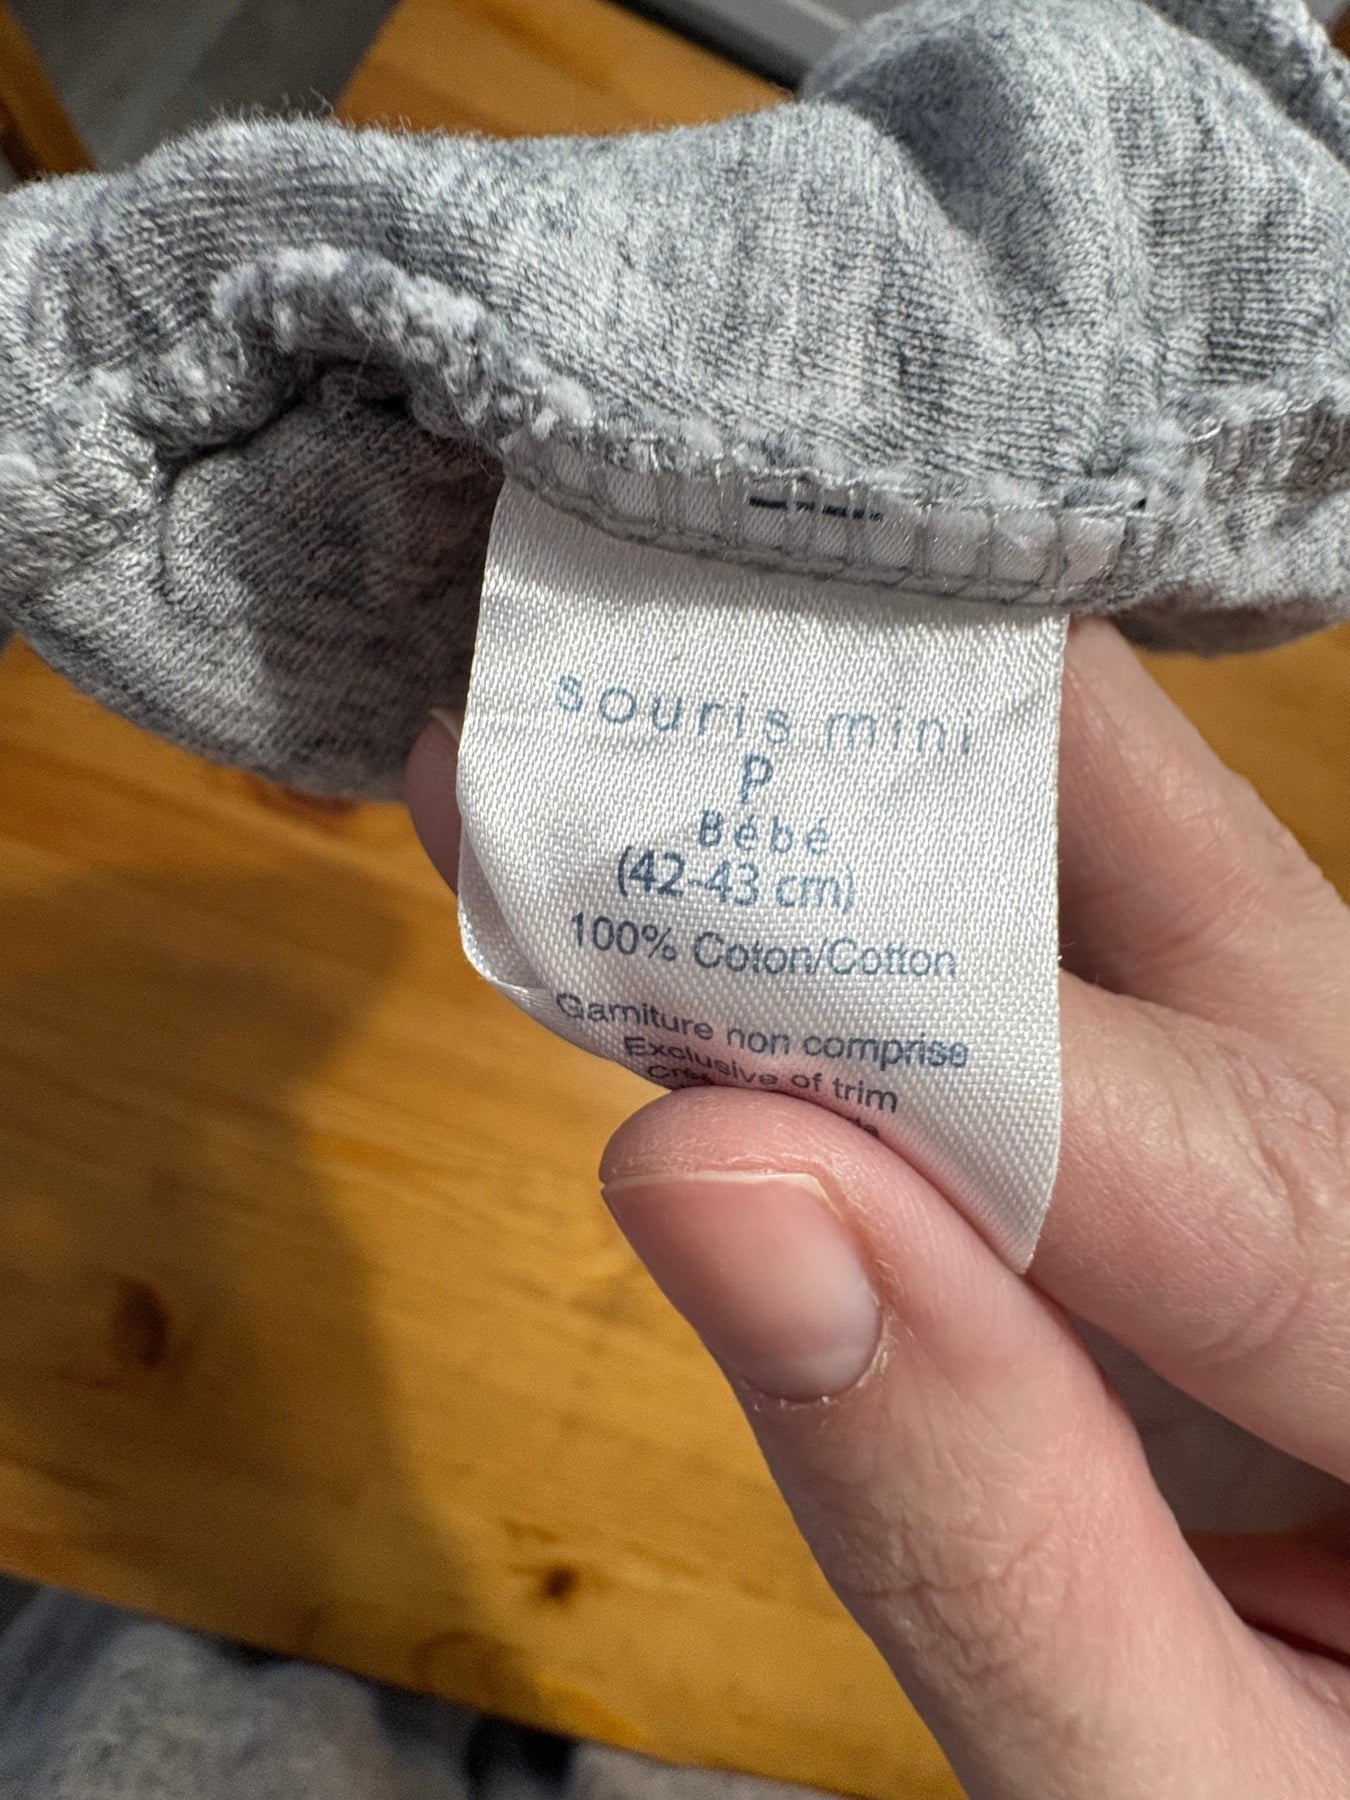 souris mini
P
Bébé
(42-43 cm)
100% Coton/Cotton
Garniture non comprise
Exclusive of trim